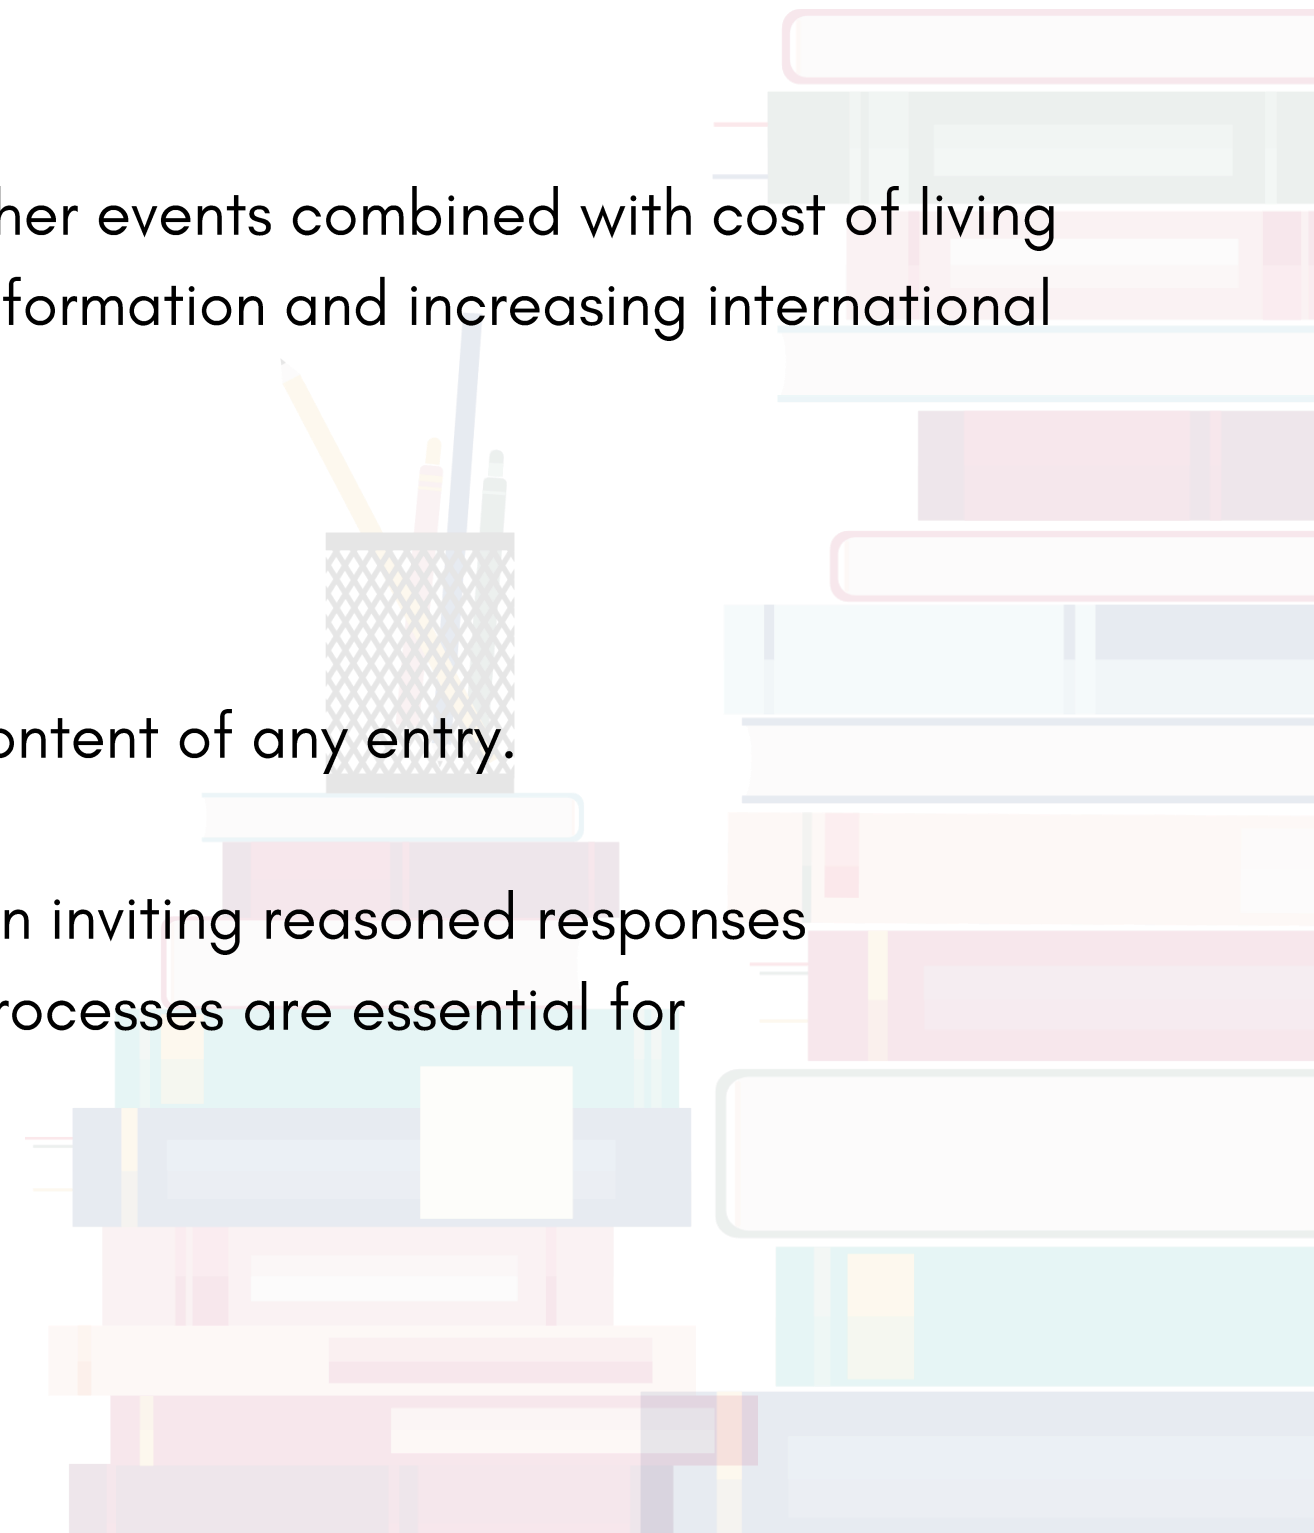 her events combined with cost of living
formation and increasing international
ontent of any entry.
n inviting reasoned responses
rocesses are essential for